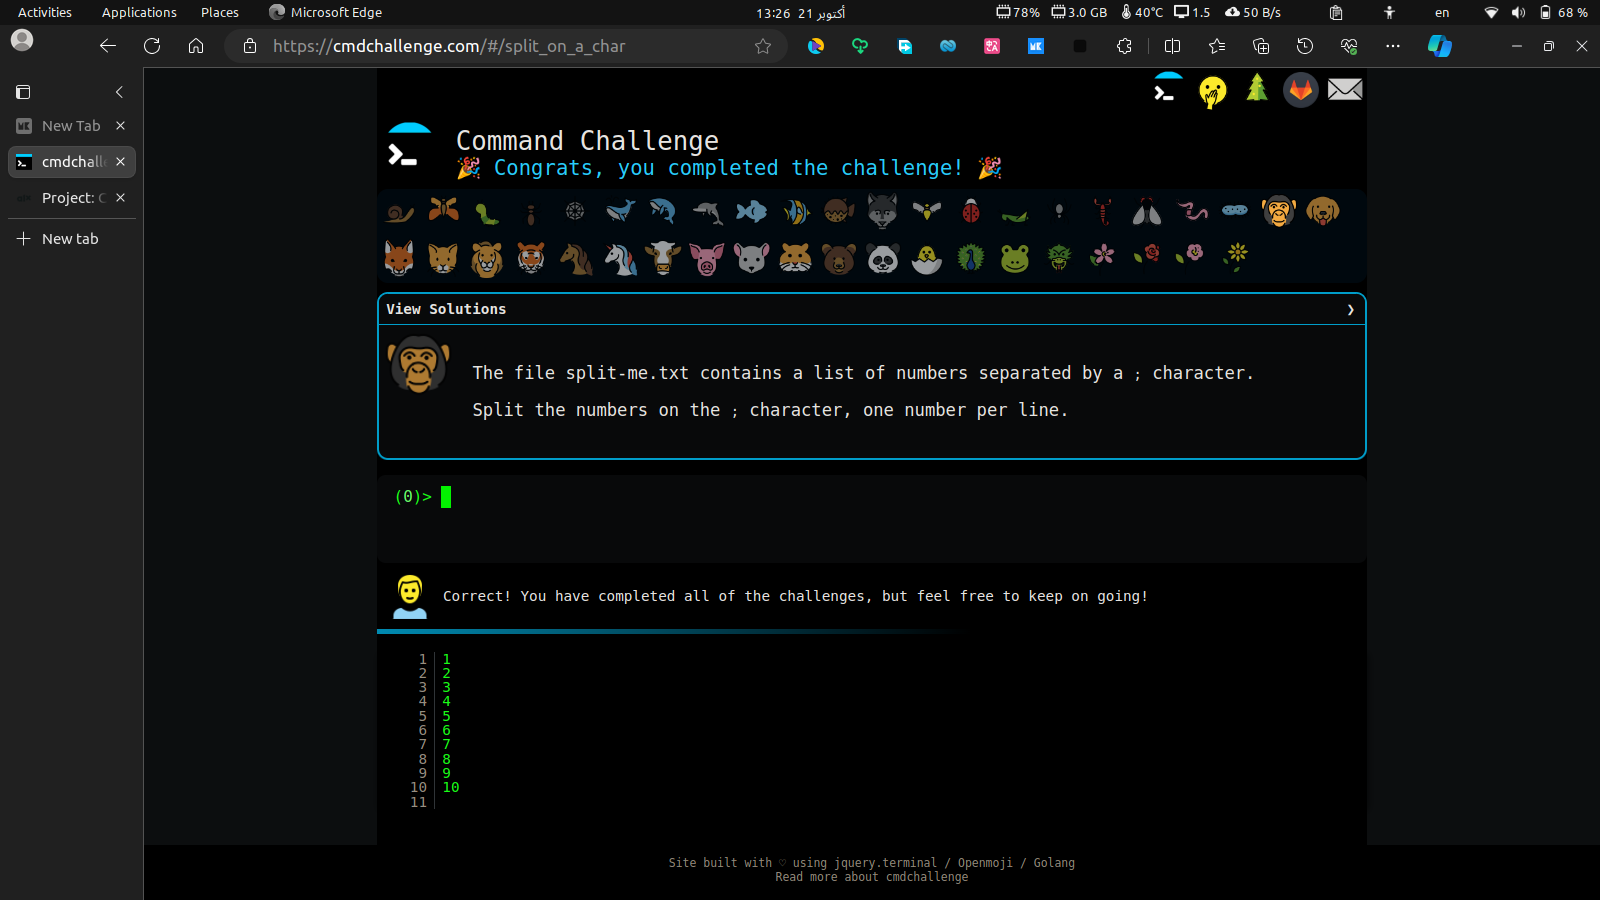 Activities Applications Places Microsoft Edge 13:26 21 أكتوبر 78% 3.0 GB 40°C 1.5 50 B/s en 68 %
https://cmdchallenge.com/#/split_on_a_char
New Tab
cmdchall
Project: C
New tab
Command Challenge
🎉 Congrats, you completed the challenge! 🎉
View Solutions ❯
The file split-me.txt contains a list of numbers separated by a ; character.
Split the numbers on the ; character, one number per line.
(0)>
Correct! You have completed all of the challenges, but feel free to keep on going!
1 1
2 2
3 3
4 4
5 5
6 6
7 7
8 8
9 9
10 10
11
Site built with ♡ using jquery.terminal / Openmoji / Golang
Read more about cmdchallenge